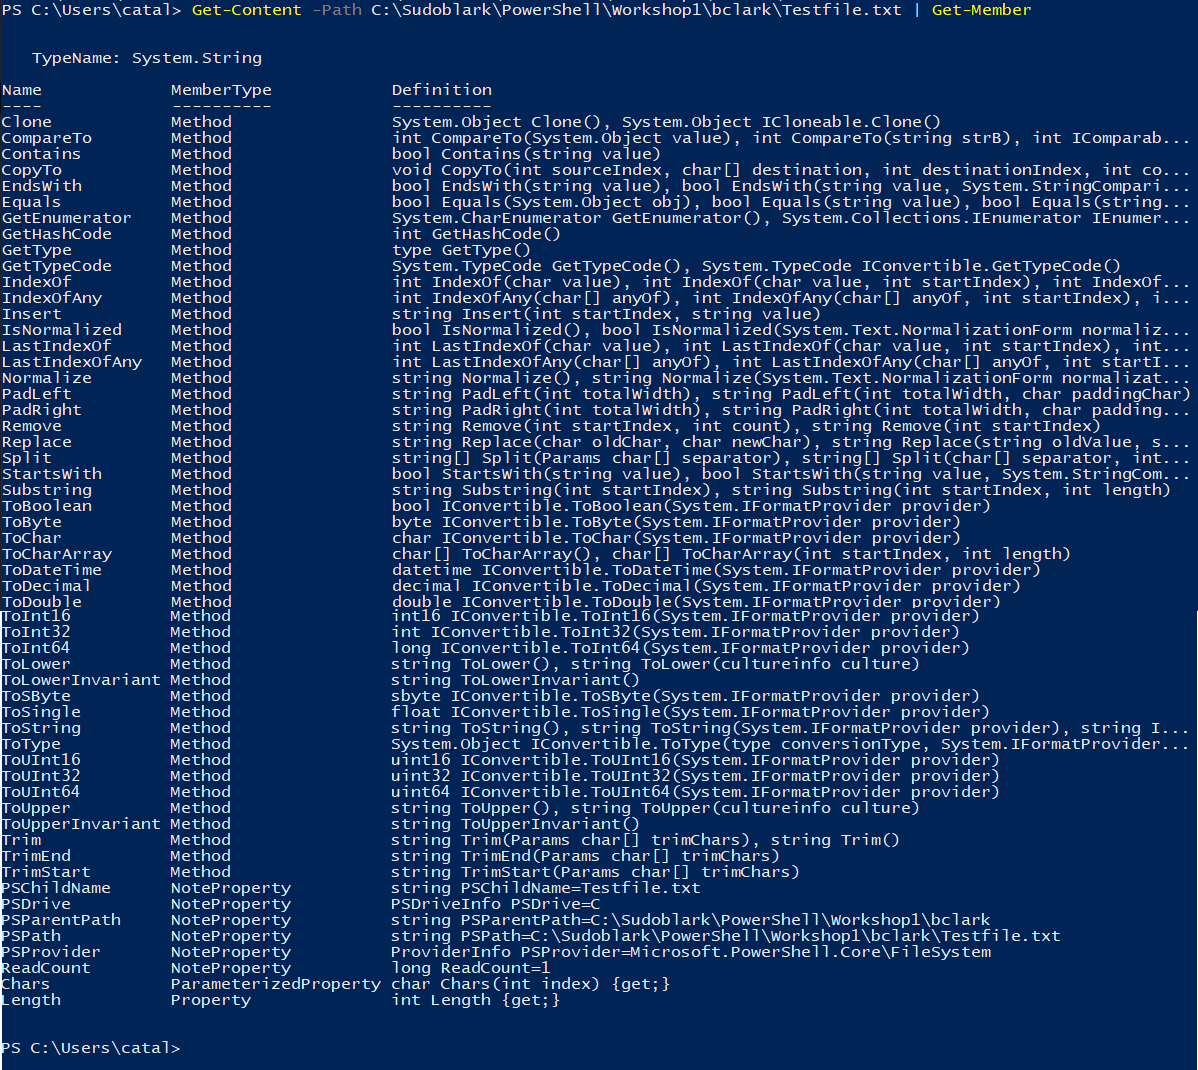 PS C:\Users\catal> Get-Content -Path C:\Sudoblark\PowerShell\Workshop1\bclark\Testfile.txt | Get-Member
TypeName: System.String
Name MemberType Definition
---- ---------- ----------
Clone Method System.Object Clone(), System.Object ICloneable.Clone()
CompareTo Method int CompareTo(System.Object value), int CompareTo(string strB), int IComparab...
Contains Method bool Contains(string value)
CopyTo Method void CopyTo(int sourceIndex, char[] destination, int destinationIndex, int co...
EndsWith Method bool EndsWith(string value), bool EndsWith(string value, System.StringCompari...
Equals Method bool Equals(System.Object obj), bool Equals(string value), bool Equals(string...
GetEnumerator Method System.CharEnumerator GetEnumerator(), System.Collections.IEnumerator IEnumer...
GetHashCode Method int GetHashCode()
GetType Method type GetType()
GetTypeCode Method System.TypeCode GetTypeCode(), System.TypeCode IConvertible.GetTypeCode()
IndexOf Method int IndexOf(char value), int IndexOf(char value, int startIndex), int IndexOf...
IndexOfAny Method int IndexOfAny(char[] anyOf), int IndexOfAny(char[] anyOf, int startIndex), i...
Insert Method string Insert(int startIndex, string value)
IsNormalized Method bool IsNormalized(), bool IsNormalized(System.Text.NormalizationForm normaliz...
LastIndexOf Method int LastIndexOf(char value), int LastIndexOf(char value, int startIndex), int...
LastIndexOfAny Method int LastIndexOfAny(char[] anyOf), int LastIndexOfAny(char[] anyOf, int startI...
Normalize Method string Normalize(), string Normalize(System.Text.NormalizationForm normalizat...
PadLeft Method string PadLeft(int totalWidth), string PadLeft(int totalWidth, char paddingChar)
PadRight Method string PadRight(int totalWidth), string PadRight(int totalWidth, char padding...
Remove Method string Remove(int startIndex, int count), string Remove(int startIndex)
Replace Method string Replace(char oldChar, char newChar), string Replace(string oldValue, s...
Split Method string[] Split(Params char[] separator), string[] Split(char[] separator, int...
StartsWith Method bool StartsWith(string value), bool StartsWith(string value, System.StringCom...
Substring Method string Substring(int startIndex), string Substring(int startIndex, int length)
ToBoolean Method bool IConvertible.ToBoolean(System.IFormatProvider provider)
ToByte Method byte IConvertible.ToByte(System.IFormatProvider provider)
ToChar Method char IConvertible.ToChar(System.IFormatProvider provider)
ToCharArray Method char[] ToCharArray(), char[] ToCharArray(int startIndex, int length)
ToDateTime Method datetime IConvertible.ToDateTime(System.IFormatProvider provider)
ToDecimal Method decimal IConvertible.ToDecimal(System.IFormatProvider provider)
ToDouble Method double IConvertible.ToDouble(System.IFormatProvider provider)
ToInt16 Method int16 IConvertible.ToInt16(System.IFormatProvider provider)
ToInt32 Method int IConvertible.ToInt32(System.IFormatProvider provider)
ToInt64 Method long IConvertible.ToInt64(System.IFormatProvider provider)
ToLower Method string ToLower(), string ToLower(cultureinfo culture)
ToLowerInvariant Method string ToLowerInvariant()
ToSByte Method sbyte IConvertible.ToSByte(System.IFormatProvider provider)
ToSingle Method float IConvertible.ToSingle(System.IFormatProvider provider)
ToString Method string ToString(), string ToString(System.IFormatProvider provider), string I...
ToType Method System.Object IConvertible.ToType(type conversionType, System.IFormatProvider...
ToUInt16 Method uint16 IConvertible.ToUInt16(System.IFormatProvider provider)
ToUInt32 Method uint32 IConvertible.ToUInt32(System.IFormatProvider provider)
ToUInt64 Method uint64 IConvertible.ToUInt64(System.IFormatProvider provider)
ToUpper Method string ToUpper(), string ToUpper(cultureinfo culture)
ToUpperInvariant Method string ToUpperInvariant()
Trim Method string Trim(Params char[] trimChars), string Trim()
TrimEnd Method string TrimEnd(Params char[] trimChars)
TrimStart Method string TrimStart(Params char[] trimChars)
PSChildName NoteProperty string PSChildName=Testfile.txt
PSDrive NoteProperty PSDriveInfo PSDrive=C
PSParentPath NoteProperty string PSParentPath=C:\Sudoblark\PowerShell\Workshop1\bclark
PSPath NoteProperty string PSPath=C:\Sudoblark\PowerShell\Workshop1\bclark\Testfile.txt
PSProvider NoteProperty ProviderInfo PSProvider=Microsoft.PowerShell.Core\FileSystem
ReadCount NoteProperty long ReadCount=1
Chars ParameterizedProperty char Chars(int index) {get;}
Length Property int Length {get;}
PS C:\Users\catal>